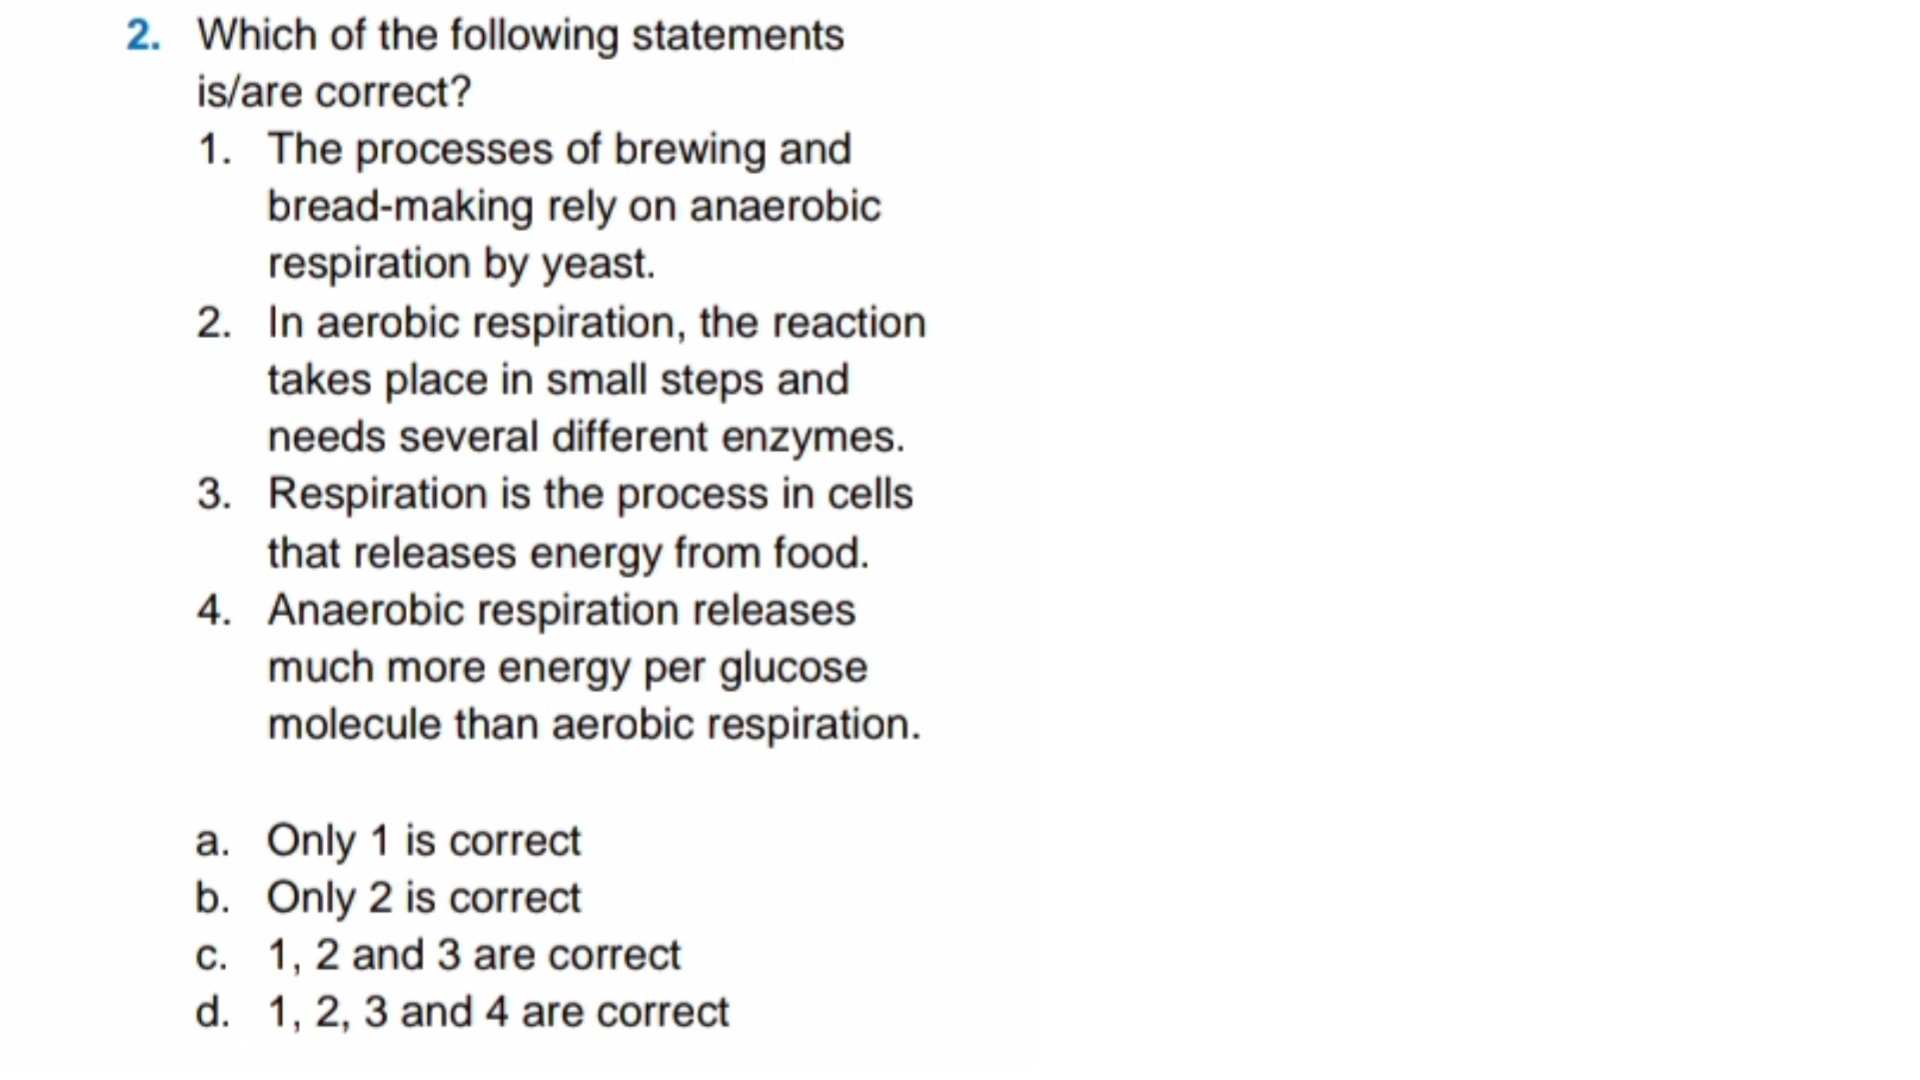 2. Which of the following statements
is/are correct?
1. The processes of brewing and
bread-making rely on anaerobic
respiration by yeast.
2. In aerobic respiration, the reaction
takes place in small steps and
needs several different enzymes.
3. Respiration is the process in cells
that releases energy from food.
4. Anaerobic respiration releases
much more energy per glucose
molecule than aerobic respiration.
a. Only 1 is correct
b. Only 2 is correct
c. 1, 2 and 3 are correct
d. 1, 2, 3 and 4 are correct